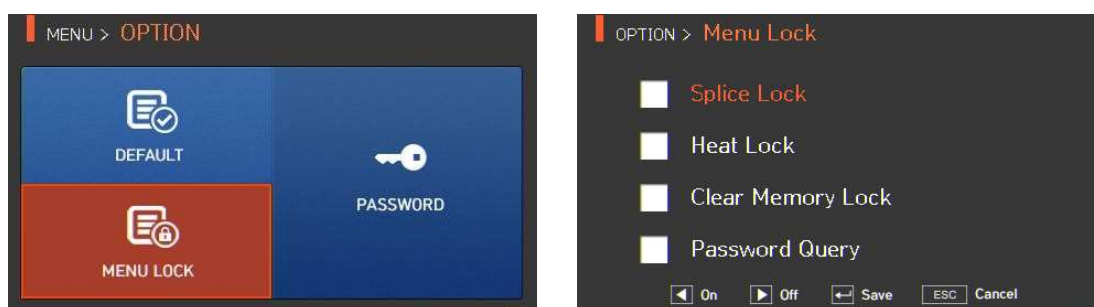 MENU > OPTION
DEFAULT
PASSWORD
MENU LOCK
OPTION > Menu Lock
Splice Lock
Heat Lock
Clear Memory Lock
Password Query
On Off Save ESC Cancel